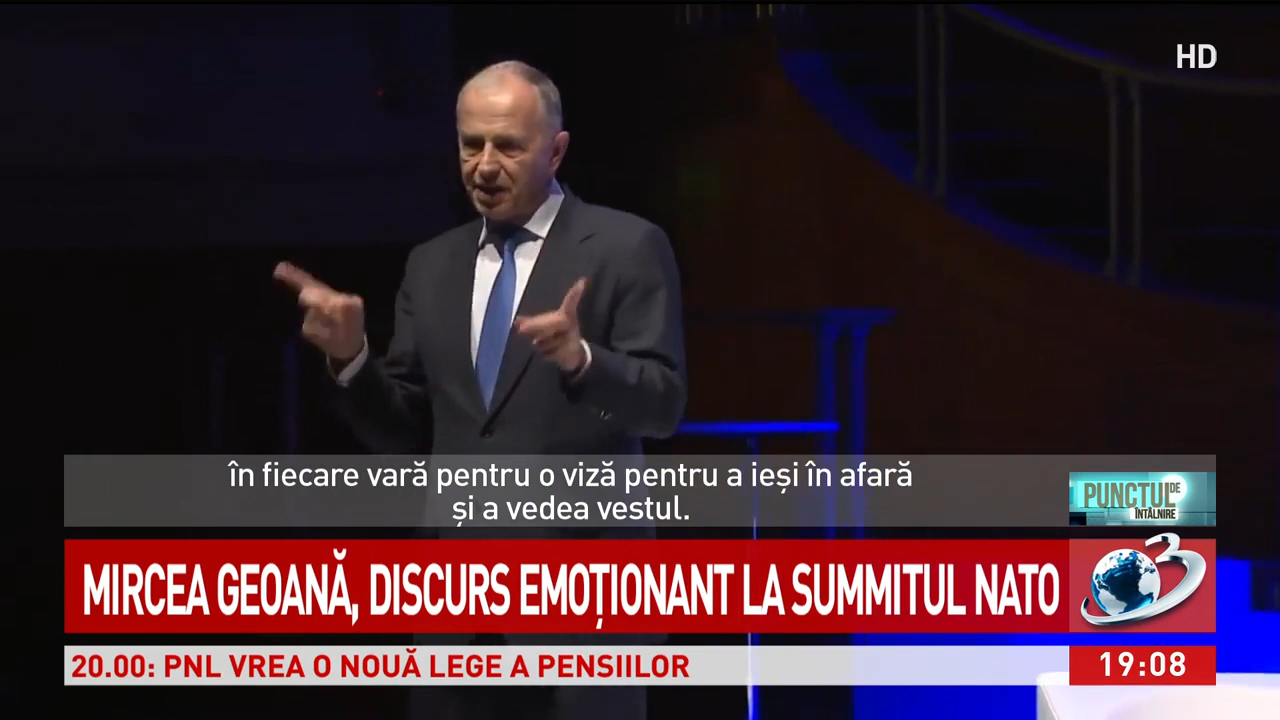 HD
în fiecare vară pentru o viză pentru a ieși în afară
și a vedea vestul.
PUNCTUL DE
ÎNTÂLNIRE
MIRCEA GEOANĂ, DISCURS EMOȚIONANT LA SUMMITUL NATO
3
20.00: PNL VREA O NOUĂ LEGE A PENSIILOR
19:08